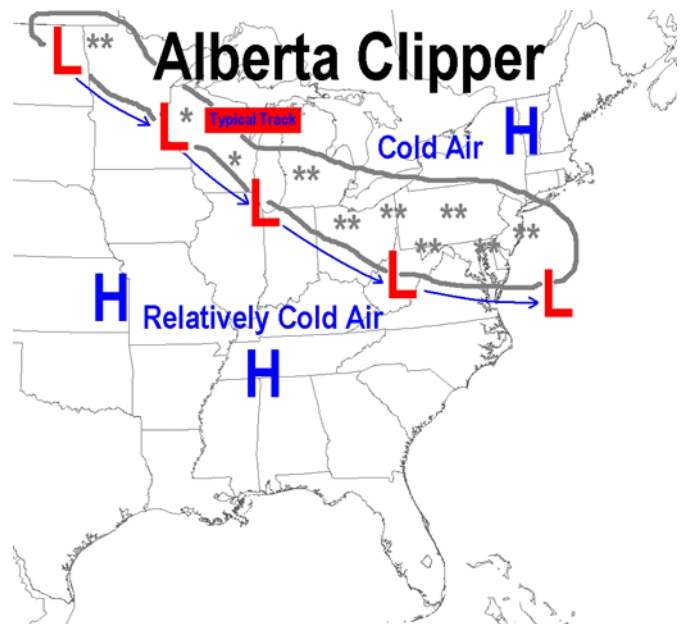 Alberta Clipper
L
**
L
*
Typical Track
H
Cold Air
*
**
L
**
**
**
**
**
**
L
L
H
Relatively Cold Air
H